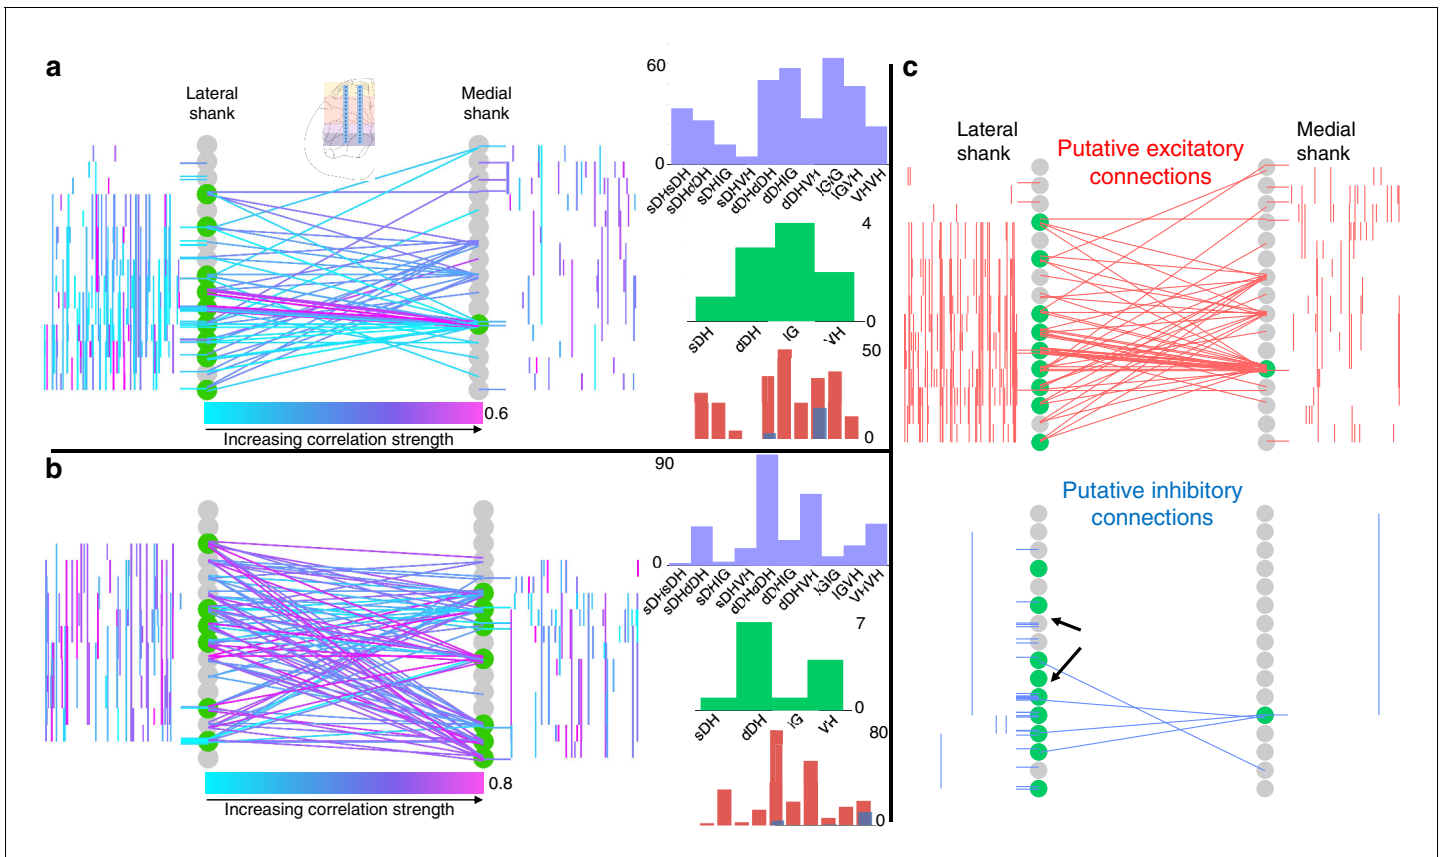 a
Lateral
shank
Medial
shank
0.6
Increasing correlation strength
60
0
sDHsDH
sDHdDH
sDHIG
sDHVH
dDHdDH
dDHIG
dDHVH
IGIG
IGVH
VHVH
4
0
sDH
dDH
IG
VH
50
0
b
0.8
Increasing correlation strength
90
0
sDHsDH
sDHdDH
sDHIG
sDHVH
dDHdDH
dDHIG
dDHVH
IGIG
IGVH
VHVH
7
0
sDH
dDH
IG
VH
80
0
c
Lateral
shank
Putative excitatory
connections
Medial
shank
Putative inhibitory
connections